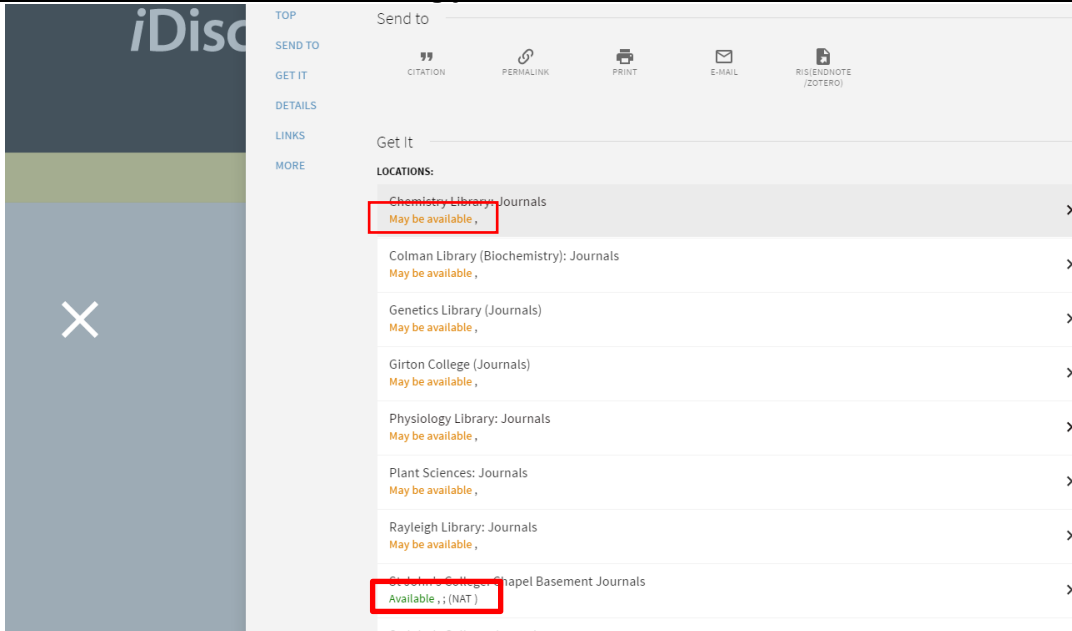 iDisc
TOP
SEND TO
GET IT
DETAILS
LINKS
MORE
Send to
CITATION
PERMALINK
PRINT
E-MAIL
RIS(ENDNOTE
/ZOTERO)
Get It
LOCATIONS:
Chemistry Library: Journals
May be available ,
Colman Library (Biochemistry): Journals
May be available ,
Genetics Library (Journals)
May be available ,
Girton College (Journals)
May be available ,
Physiology Library: Journals
May be available ,
Plant Sciences: Journals
May be available ,
Rayleigh Library: Journals
May be available ,
St John's College: Chapel Basement Journals
Available , ; (NAT )